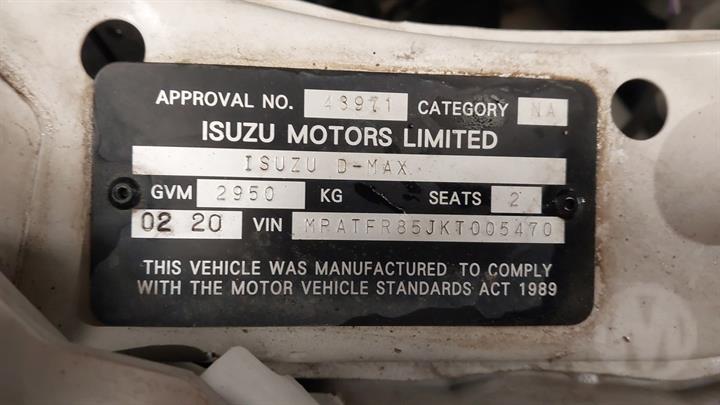 APPROVAL NO. 43971 CATEGORY NA
ISUZU MOTORS LIMITED
ISUZU D-MAX
GVM 2950 KG SEATS 2
02 20 VIN MPATFR85JKT005470
THIS VEHICLE WAS MANUFACTURED TO COMPLY
WITH THE MOTOR VEHICLE STANDARDS ACT 1989
M